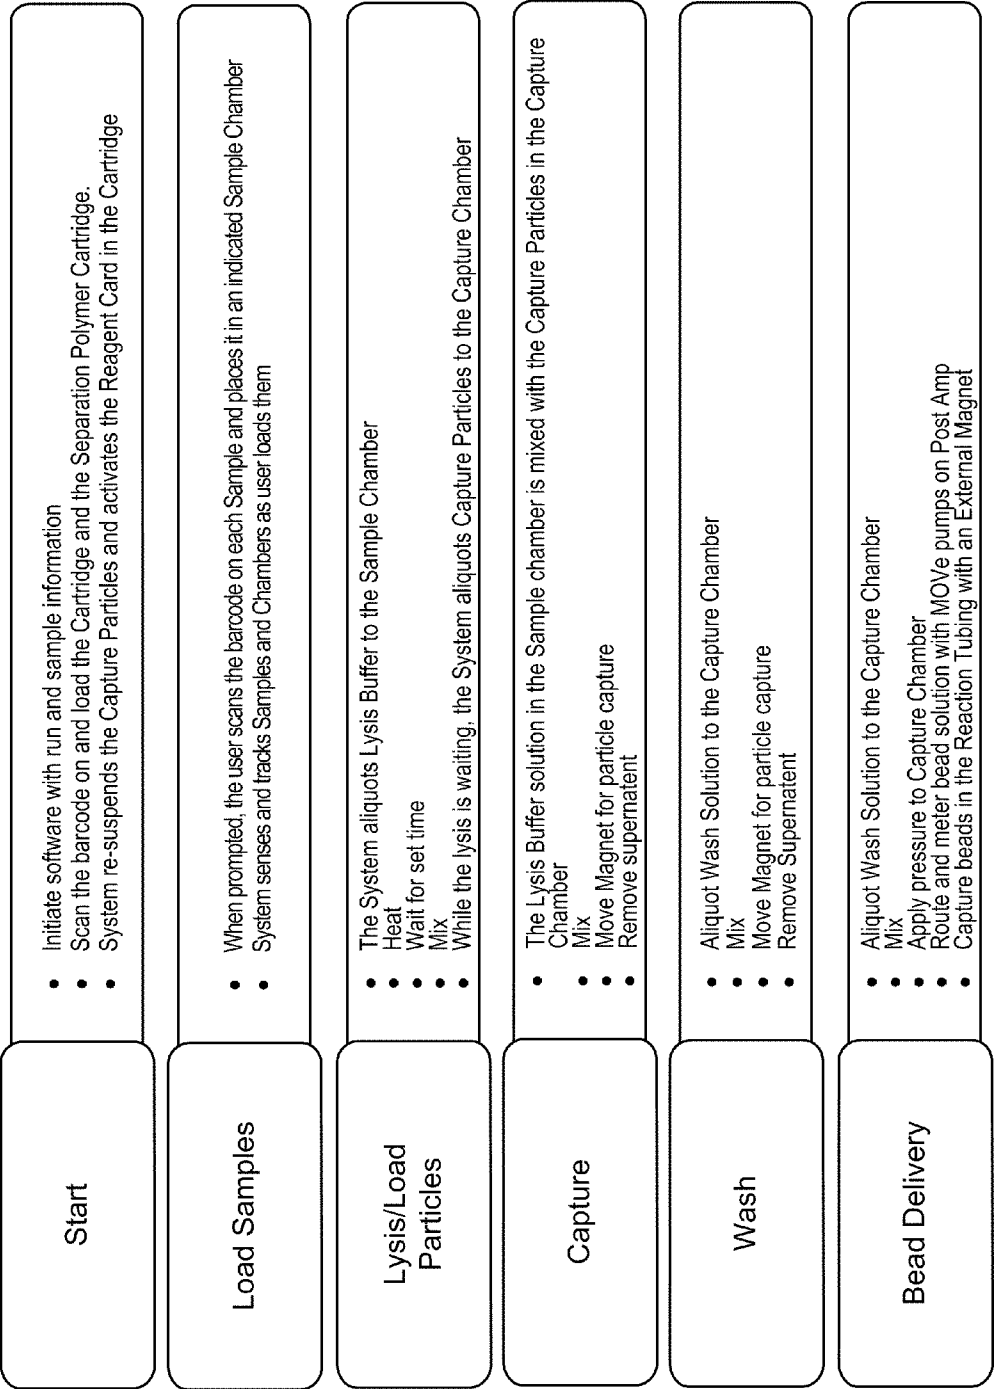 Start
• Initiate software with run and sample information
• Scan the barcode on and load the Cartridge and the Separation Polymer Cartridge.
• System re-suspends the Capture Particles and activates the Reagent Card in the Cartridge
Load Samples
• When prompted, the user scans the barcode on each Sample and places it in an indicated Sample Chamber
• System senses and tracks Samples and Chambers as user loads them
Lysis/Load
Particles
• The System aliquots Lysis Buffer to the Sample Chamber
• Heat
• Wait for set time
• Mix
• While the lysis is waiting, the System aliquots Capture Particles to the Capture Chamber
Capture
• The Lysis Buffer solution in the Sample chamber is mixed with the Capture Particles in the Capture
Chamber
• Mix
• Move Magnet for particle capture
• Remove supernatent
Wash
• Aliquot Wash Solution to the Capture Chamber
• Mix
• Move Magnet for particle capture
• Remove Supernatent
Bead Delivery
• Aliquot Wash Solution to the Capture Chamber
• Mix
• Apply pressure to Capture Chamber
• Route and meter bead solution with MOVe pumps on Post Amp
• Capture beads in the Reaction Tubing with an External Magnet